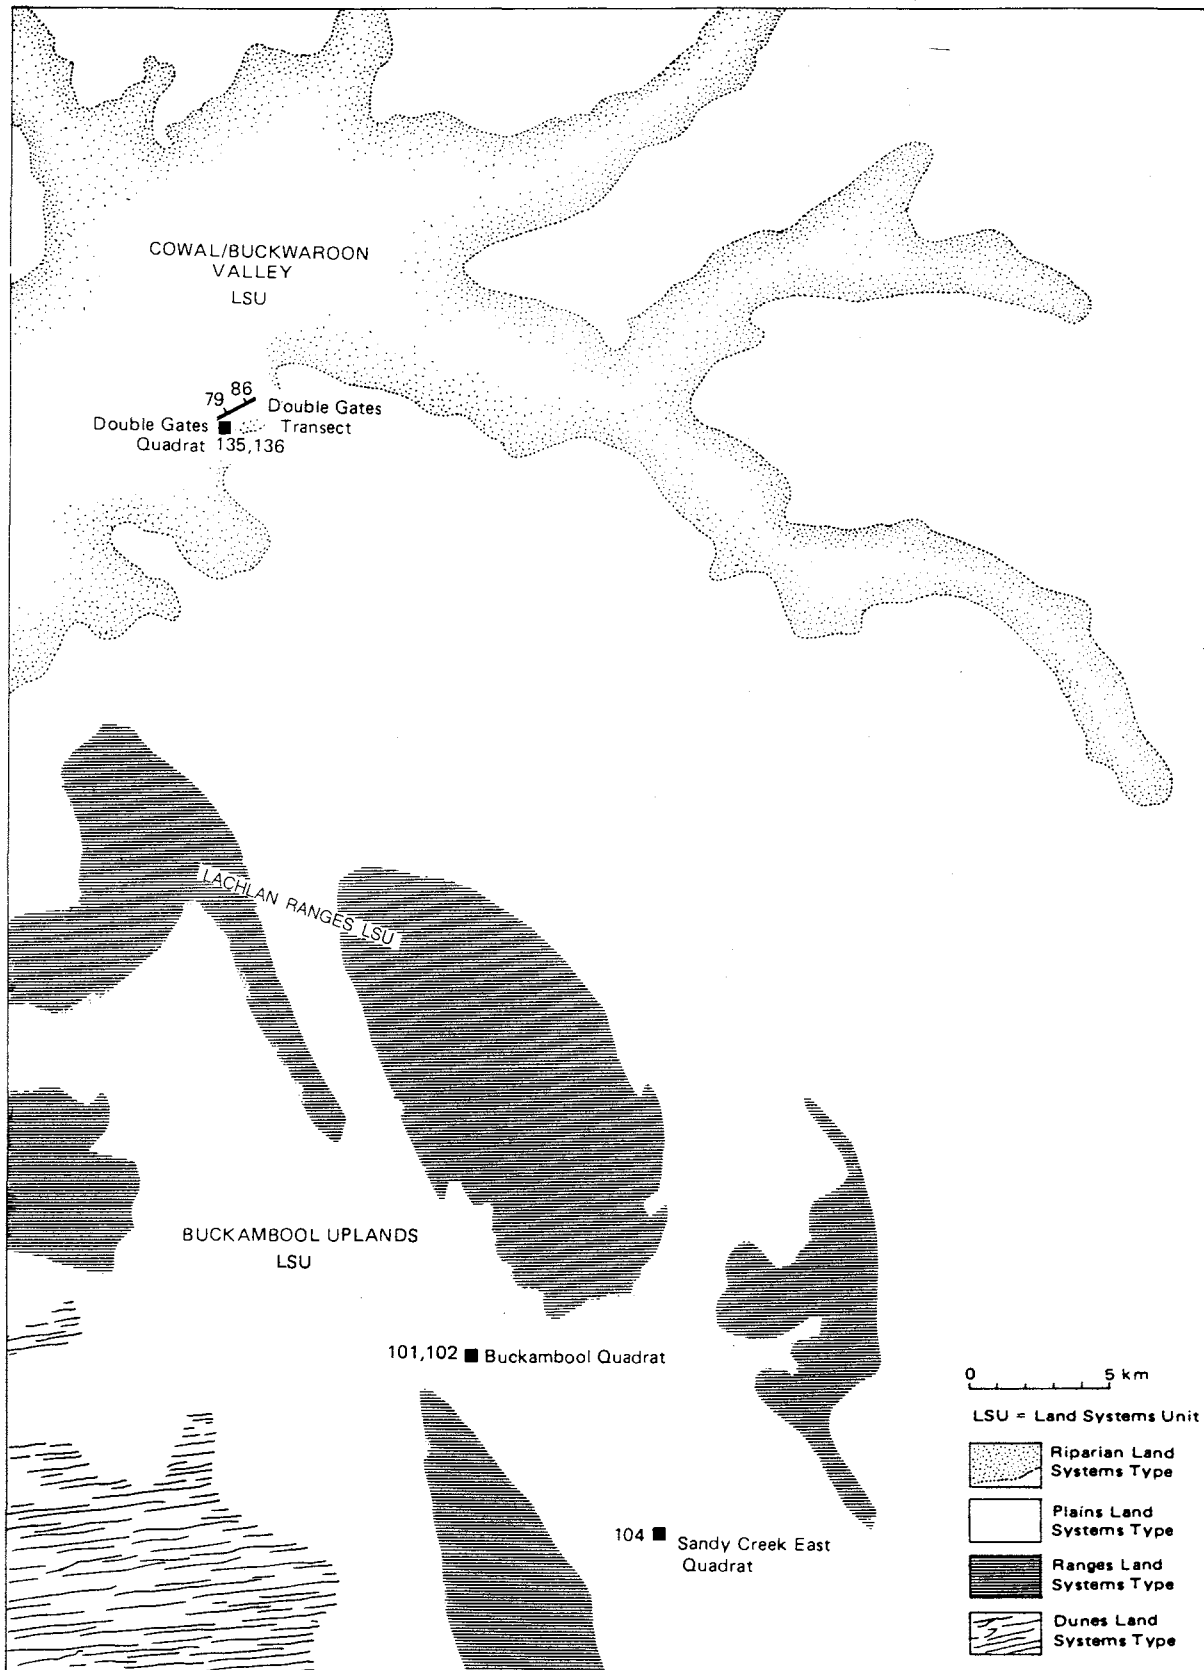 COWAL/BUCKWAROON
VALLEY
LSU
79 86
Double Gates
Transect
Double Gates
Quadrat 135,136
LACHLAN RANGES LSU
BUCKAMBOOL UPLANDS
LSU
101,102 Buckambool Quadrat
104 Sandy Creek East
Quadrat
0 5 km
LSU = Land Systems Unit
Riparian Land
Systems Type
Plains Land
Systems Type
Ranges Land
Systems Type
Dunes Land
Systems Type